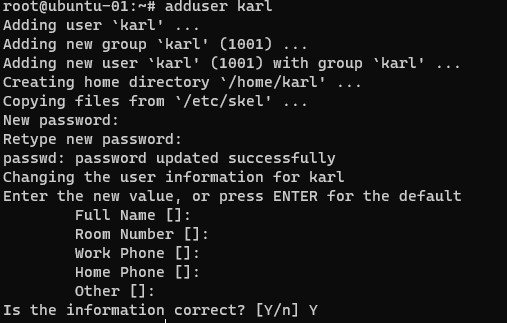 root@ubuntu-01:~# adduser karl
Adding user `karl' ...
Adding new group `karl' (1001) ...
Adding new user `karl' (1001) with group `karl' ...
Creating home directory `/home/karl' ...
Copying files from `/etc/skel' ...
New password:
Retype new password:
passwd: password updated successfully
Changing the user information for karl
Enter the new value, or press ENTER for the default
        Full Name []:
        Room Number []:
        Work Phone []:
        Home Phone []:
        Other []:
Is the information correct? [Y/n] Y